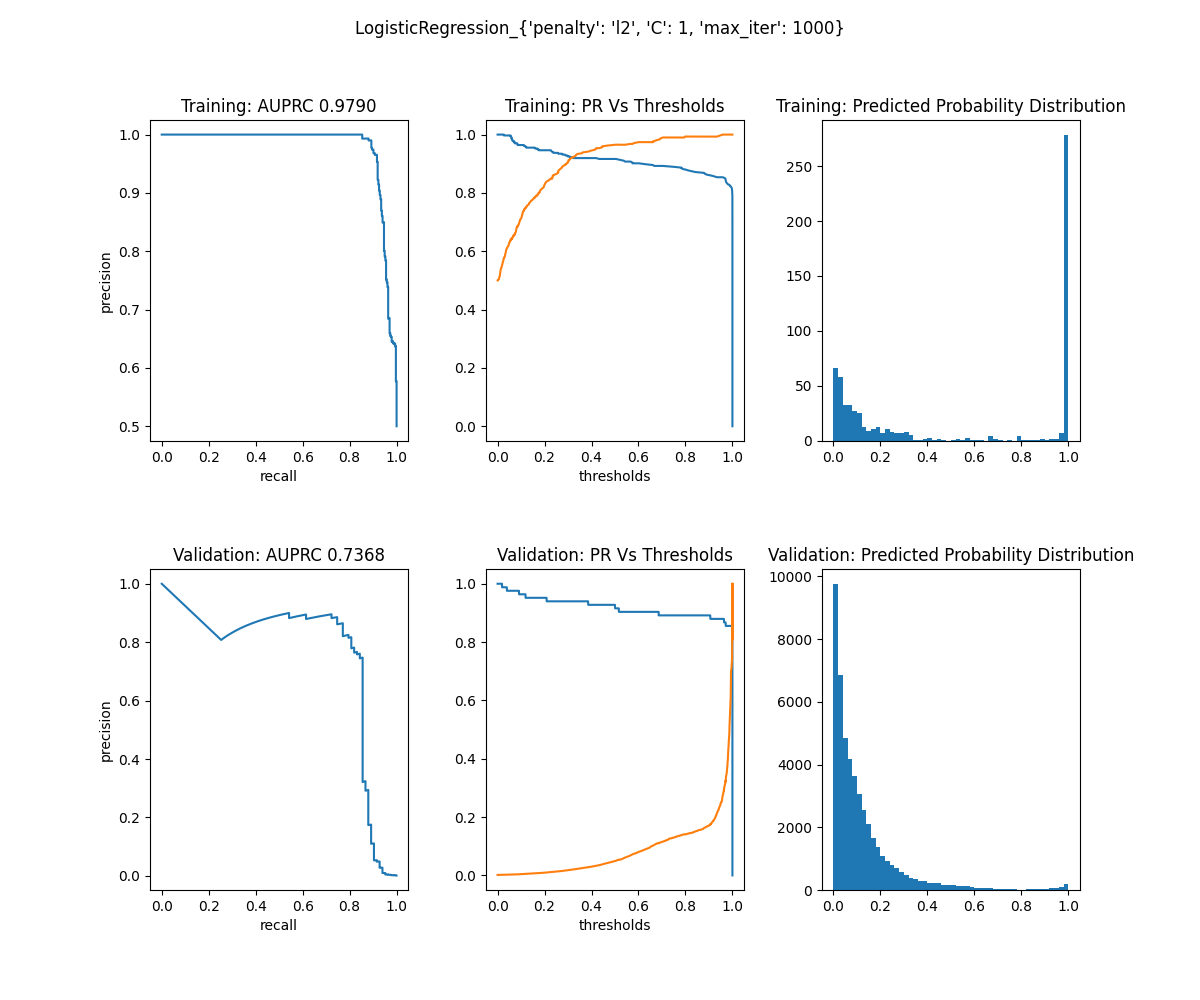 LogisticRegression_{'penalty': 'l2', 'C': 1, 'max_iter': 1000}
Training: AUPRC 0.9790
Training: PR Vs Thresholds
Training: Predicted Probability Distribution
1.0
0.9
0.8
0.7
0.6
0.5
precision
0.0 0.2 0.4 0.6 0.8 1.0
recall
1.0
0.8
0.6
0.4
0.2
0.0
0.0 0.2 0.4 0.6 0.8 1.0
thresholds
250
200
150
100
50
0
0.0 0.2 0.4 0.6 0.8 1.0
Validation: AUPRC 0.7368
Validation: PR Vs Thresholds
Validation: Predicted Probability Distribution
1.0
0.8
0.6
0.4
0.2
0.0
precision
0.0 0.2 0.4 0.6 0.8 1.0
recall
1.0
0.8
0.6
0.4
0.2
0.0
0.0 0.2 0.4 0.6 0.8 1.0
thresholds
10000
8000
6000
4000
2000
0
0.0 0.2 0.4 0.6 0.8 1.0